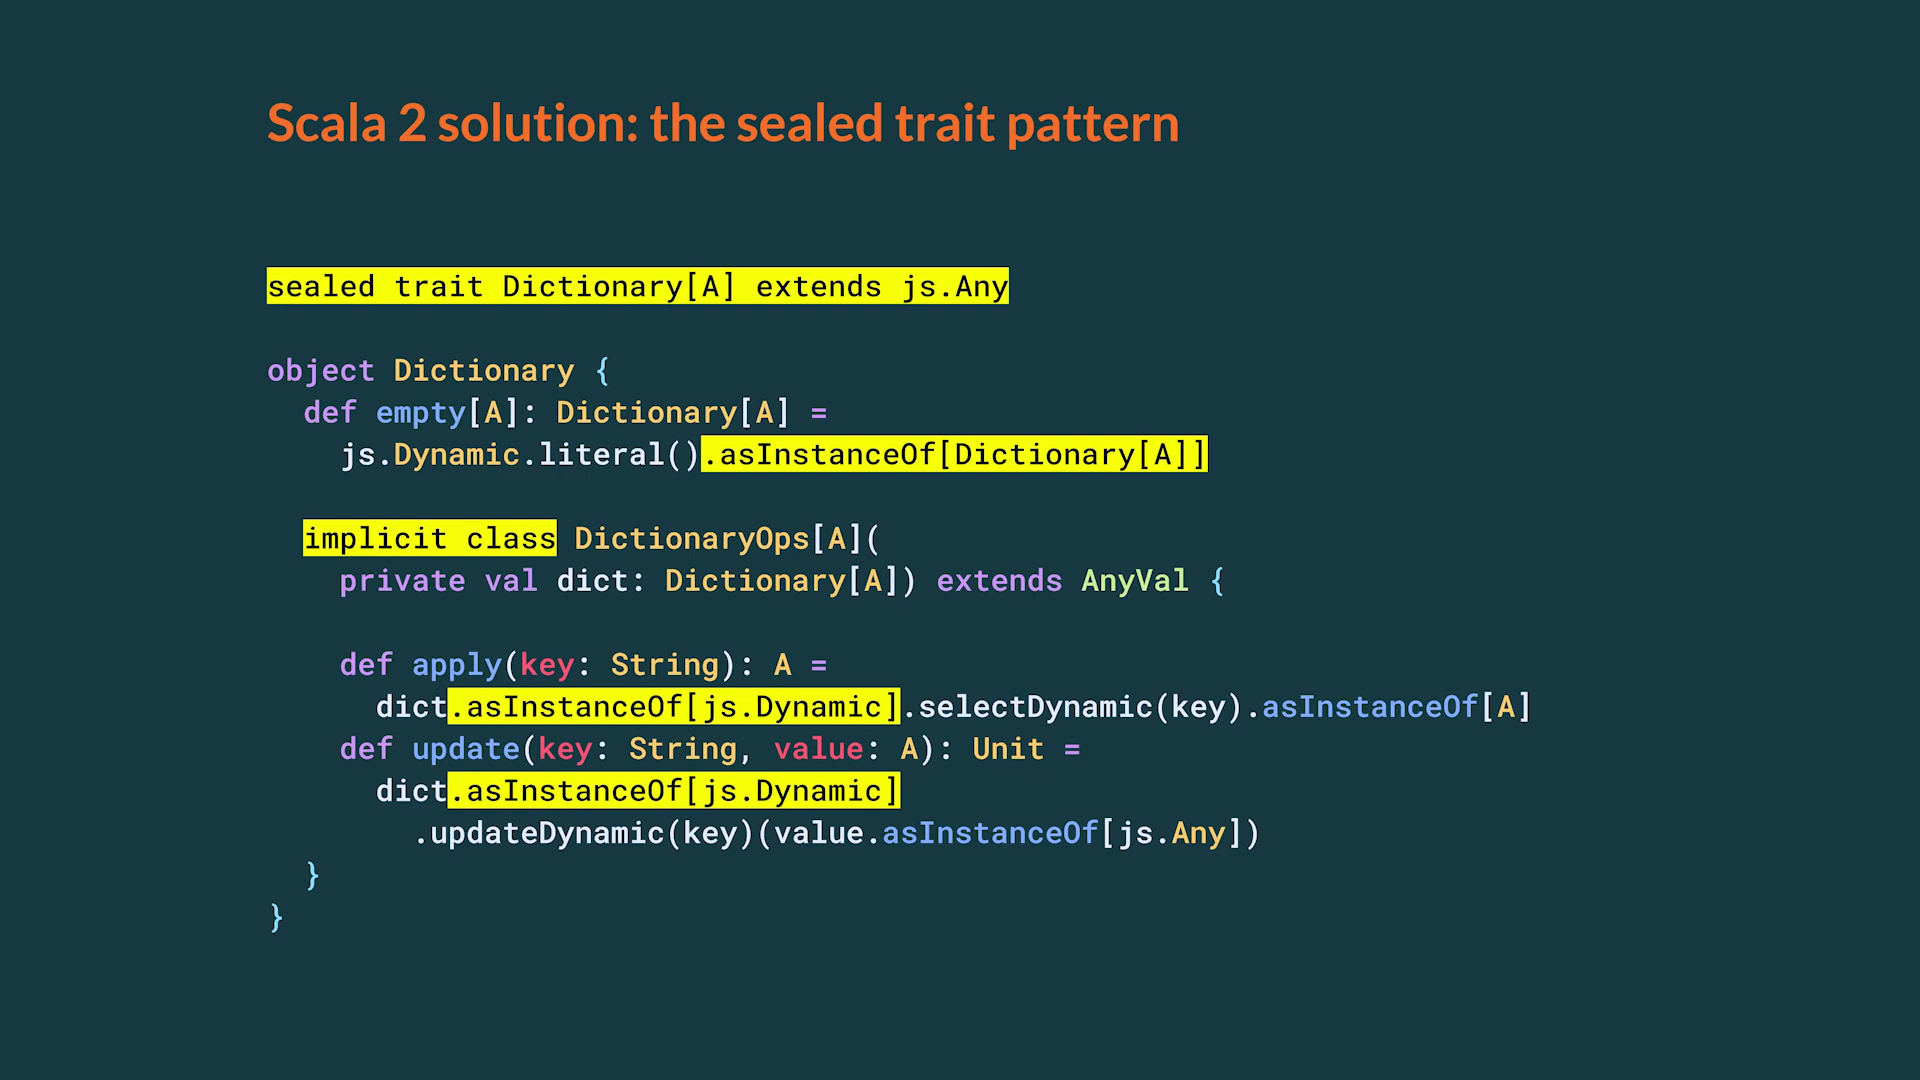 Scala 2 solution: the sealed trait pattern
sealed trait Dictionary[A] extends js.Any
object Dictionary {
  def empty[A]: Dictionary[A] =
    js.Dynamic.literal().asInstanceOf[Dictionary[A]]
  implicit class DictionaryOps[A](
    private val dict: Dictionary[A]) extends AnyVal {
    def apply(key: String): A =
      dict.asInstanceOf[js.Dynamic].selectDynamic(key).asInstanceOf[A]
    def update(key: String, value: A): Unit =
      dict.asInstanceOf[js.Dynamic]
        .updateDynamic(key)(value.asInstanceOf[js.Any])
  }
}